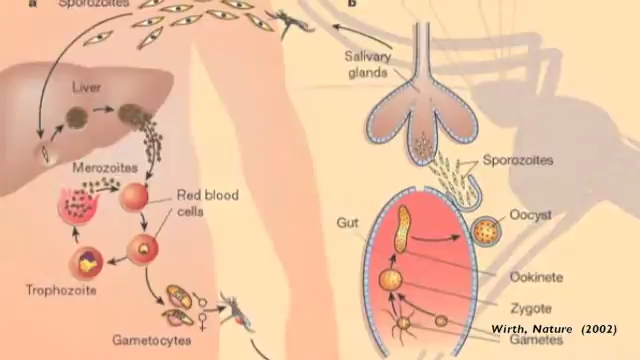 a
Sporozoites
b
Salivary
glands
Liver
Merozoites
Sporozoites
Red blood
cells
Gut
Oocyst
Trophozoite
Ookinete
Zygote
Wirth, Nature (2002)
Gametocytes
Gametes